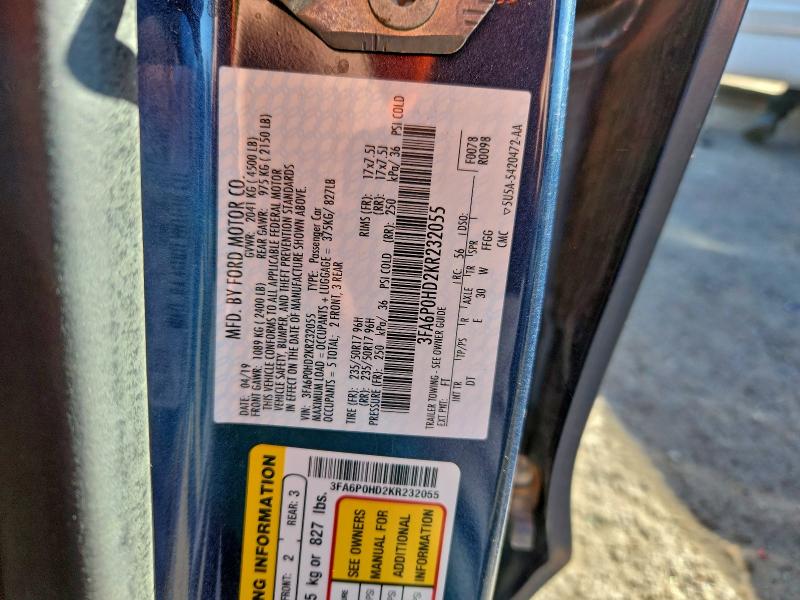 MFD. BY FORD MOTOR CO.
DATE: 04/19 GVWR: 2041 KG ( 4500 LB)
FRONT GAWR: 1089 KG (2400 LB) REAR GAWR: 975 KG ( 2150 LB)
THIS VEHICLE CONFORMS TO ALL APPLICABLE FEDERAL MOTOR
VEHICLE SAFETY, BUMPER, AND THEFT PREVENTION STANDARDS
IN EFFECT ON THE DATE OF MANUFACTURE SHOWN ABOVE.
VIN: 3FA6P0HD2KR232055 TYPE: Passenger Car
MAXIMUM LOAD = OCCUPANTS + LUGGAGE = 375KG/ 827LB
OCCUPANTS = 5 TOTAL; 2 FRONT, 3 REAR
TIRE (FR): 235/50R17 96H RIMS (FR): 17x7.5J
(RR): 235/50R17 96H (RR): 17x7.5J
PRESSURE (FR): 250 kPa/ 36 PSI COLD (RR): 250 kPa/ 36 PSI COLD
3FA6P0HD2KR232055
TRAILER TOWING - SEE OWNER GUIDE LRC: 56 LDSO: F0078
EXT PNT: FT R0098
INT TR TP/PS R AXLE TR SPR
DT E 30 W FFGG
CMC ▽5U5A-5420472-AA
3FA6P0HD2KR232055
NG INFORMATION
FRONT: 2 REAR: 3
5 kg or 827 lbs.
SEE OWNERS
MANUAL FOR
ADDITIONAL
INFORMATION